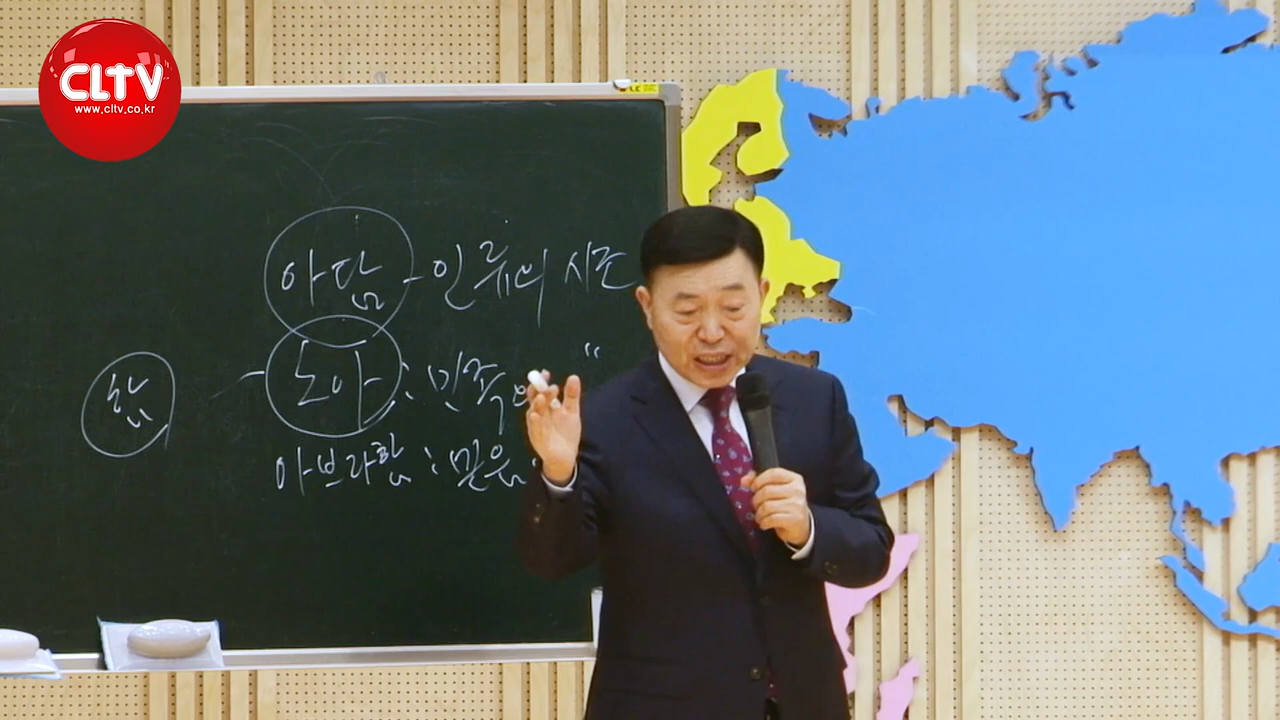 CLTV
www.cltv.co.kr
아담 - 인류의 시조
노아 : 민족의 "
함
아브라함 : 믿음